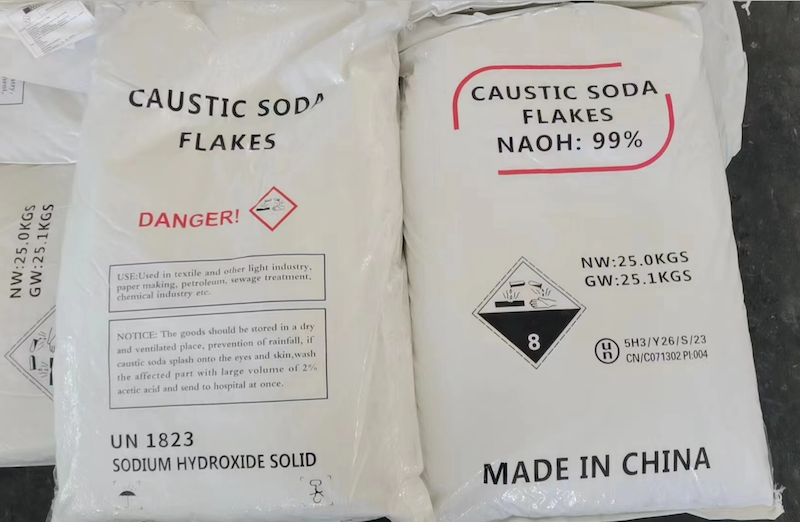 CAUSTIC SODA
FLAKES
DANGER!
USE:Used in textile and other light industry,
paper making, petroleum, sewage treatment,
chemical industry etc.
NOTICE: The goods should be stored in a dry
and ventilated place, prevention of rainfall, if
caustic soda splash onto the eyes and skin,wash
the affected part with large volume of 2%
acetic acid and send to hospital at once.
UN 1823
SODIUM HYDROXIDE SOLID
CAUSTIC SODA
FLAKES
NAOH: 99%
NW:25.0KGS
GW:25.1KGS
8
un
5H3/Y26/S/23
CN/C071302 PI.004
MADE IN CHINA
NW:25.0KGS
GW:25.1KGS